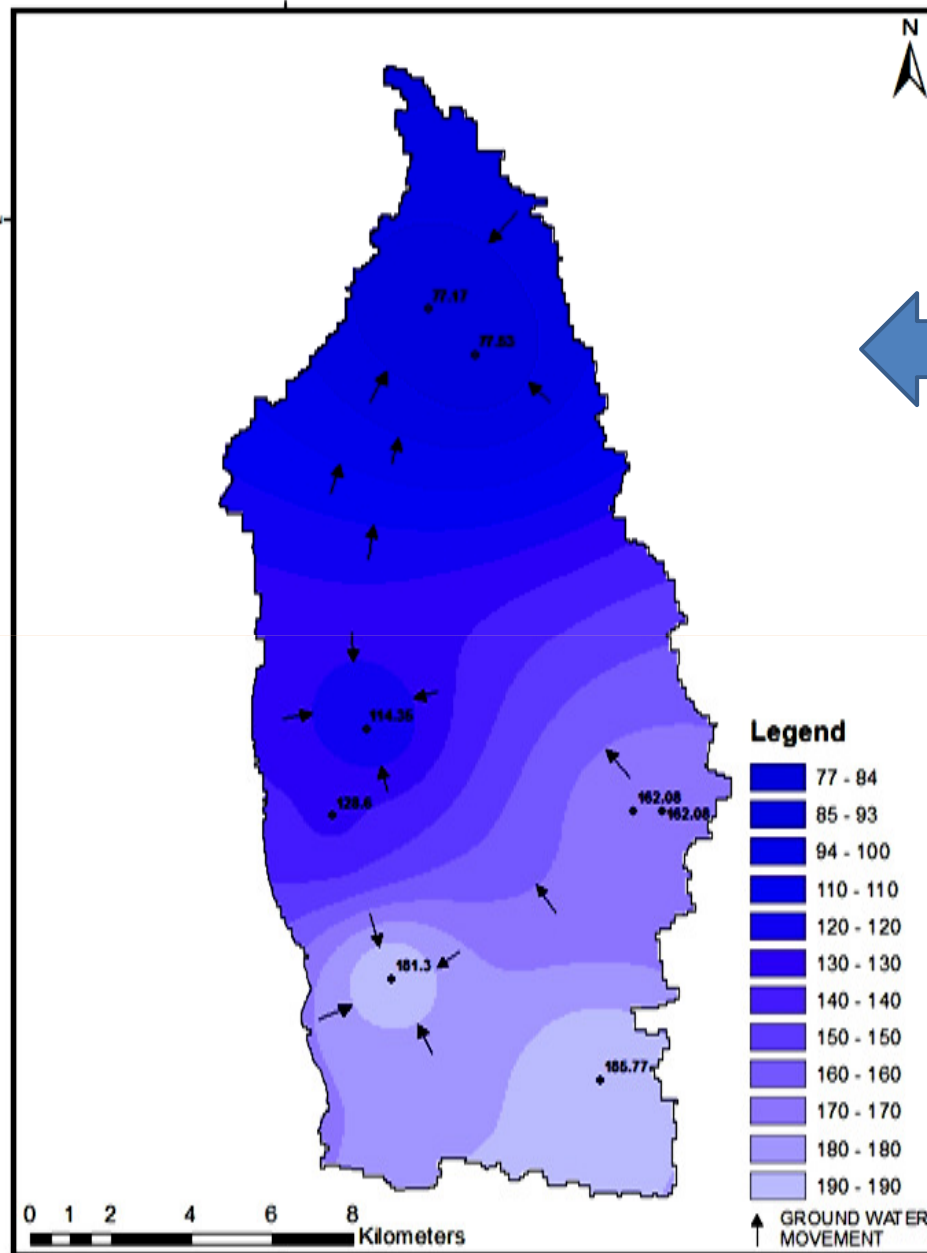 N
77.17
77.53
114.35
128.6
162.08
162.08
181.3
185.77
Legend
77 - 84
85 - 93
94 - 100
110 - 110
120 - 120
130 - 130
140 - 140
150 - 150
160 - 160
170 - 170
180 - 180
190 - 190
GROUND WATER
MOVEMENT
0 1 2 4 6 8
Kilometers